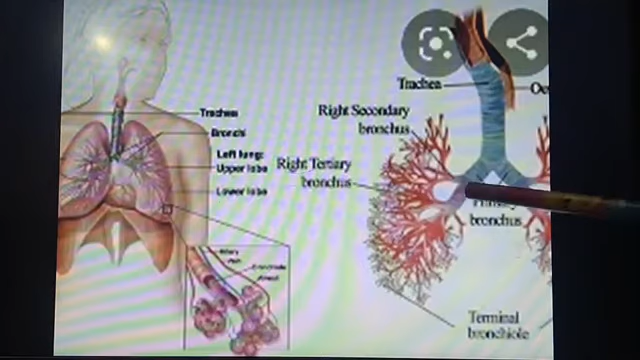 Trachea
Bronchi
Left lung:
Upper lobe
Lower lobe
Trachea
Right Secondary
bronchus
Right Tertiary
bronchus
bronchus
Terminal
bronchiole